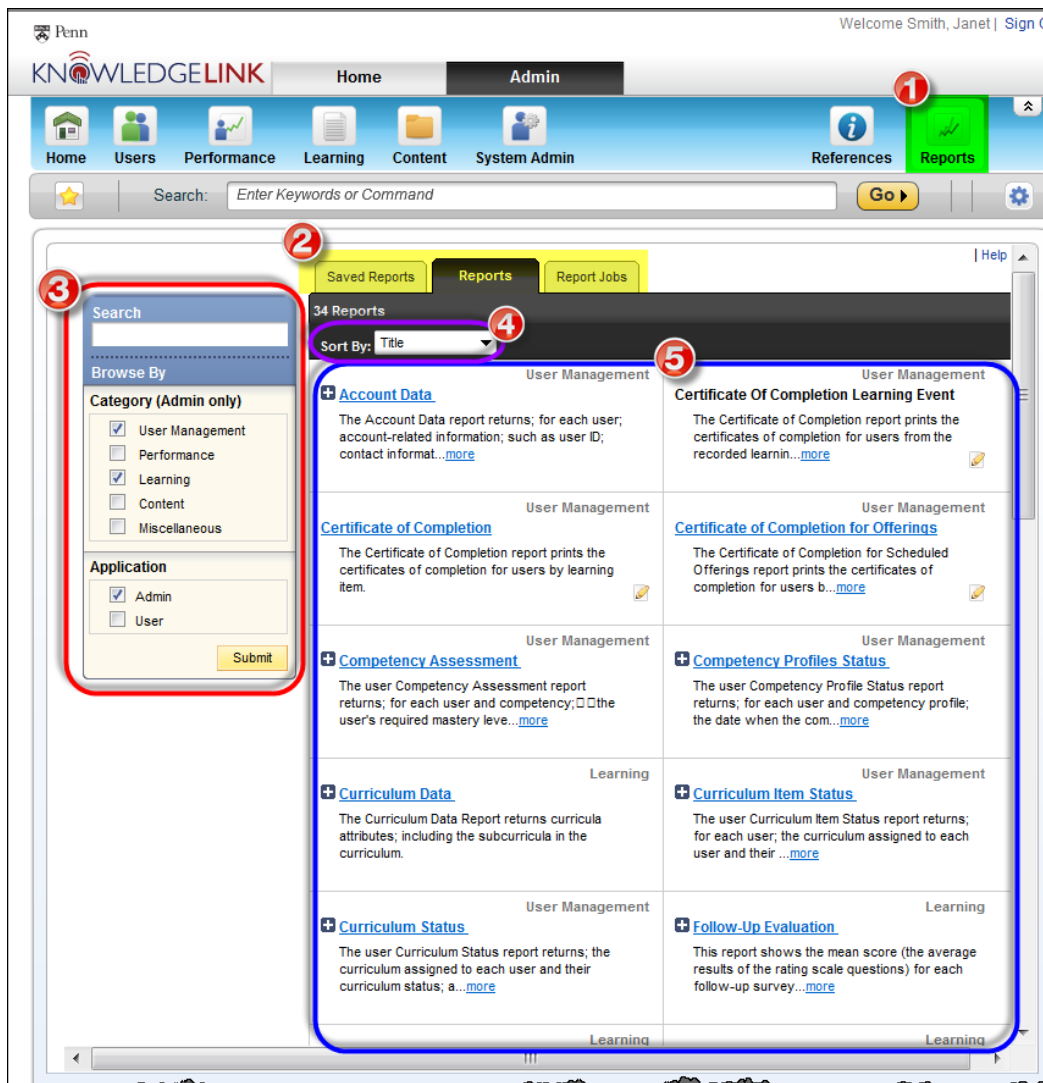 Welcome Smith, Janet | Sign
Penn
KNOWLEDGELINK
Home
Admin
1
Home
Users
Performance
Learning
Content
System Admin
References
Reports
Search:
Enter Keywords or Command
Go
2
| Help
Saved Reports
Reports
Report Jobs
3
Search
Browse By
Category (Admin only)
User Management
Performance
Learning
Content
Miscellaneous
Application
Admin
User
Submit
34 Reports
4
Sort By:
Title
5
User Management
Account Data
The Account Data report returns; for each user;
account-related information; such as user ID;
contact informat...more
User Management
Certificate Of Completion Learning Event
The Certificate of Completion report prints the
certificates of completion for users from the
recorded learnin...more
User Management
Certificate of Completion
The Certificate of Completion report prints the
certificates of completion for users by learning
item.
User Management
Certificate of Completion for Offerings
The Certificate of Completion for Scheduled
Offerings report prints the certificates of
completion for users b...more
User Management
Competency Assessment
The user Competency Assessment report
returns; for each user and competency;□□the
user's required mastery leve...more
User Management
Competency Profiles Status
The user Competency Profile Status report
returns; for each user and competency profile;
the date when the com...more
Learning
Curriculum Data
The Curriculum Data Report returns curricula
attributes; including the subcurricula in the
curriculum.
User Management
Curriculum Item Status
The user Curriculum Item Status report returns;
for each user; the curriculum assigned to each
user and their ...more
User Management
Curriculum Status
The user Curriculum Status report returns; the
curriculum assigned to each user and their
curriculum status; a...more
Learning
Follow-Up Evaluation
This report shows the mean score (the average
results of the rating scale questions) for each
follow-up survey...more
Learning
Learning